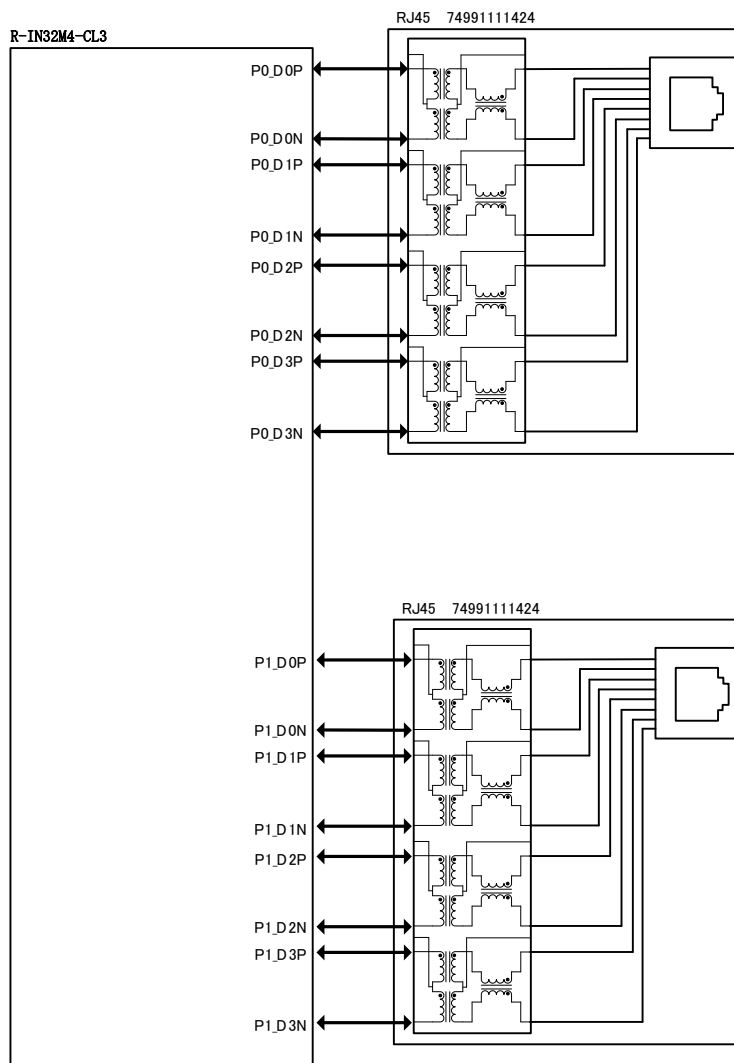 RJ45 74991111424
R-IN32M4-CL3
P0_D0P
P0_D0N
P0_D1P
P0_D1N
P0_D2P
P0_D2N
P0_D3P
P0_D3N
RJ45 74991111424
P1_D0P
P1_D0N
P1_D1P
P1_D1N
P1_D2P
P1_D2N
P1_D3P
P1_D3N